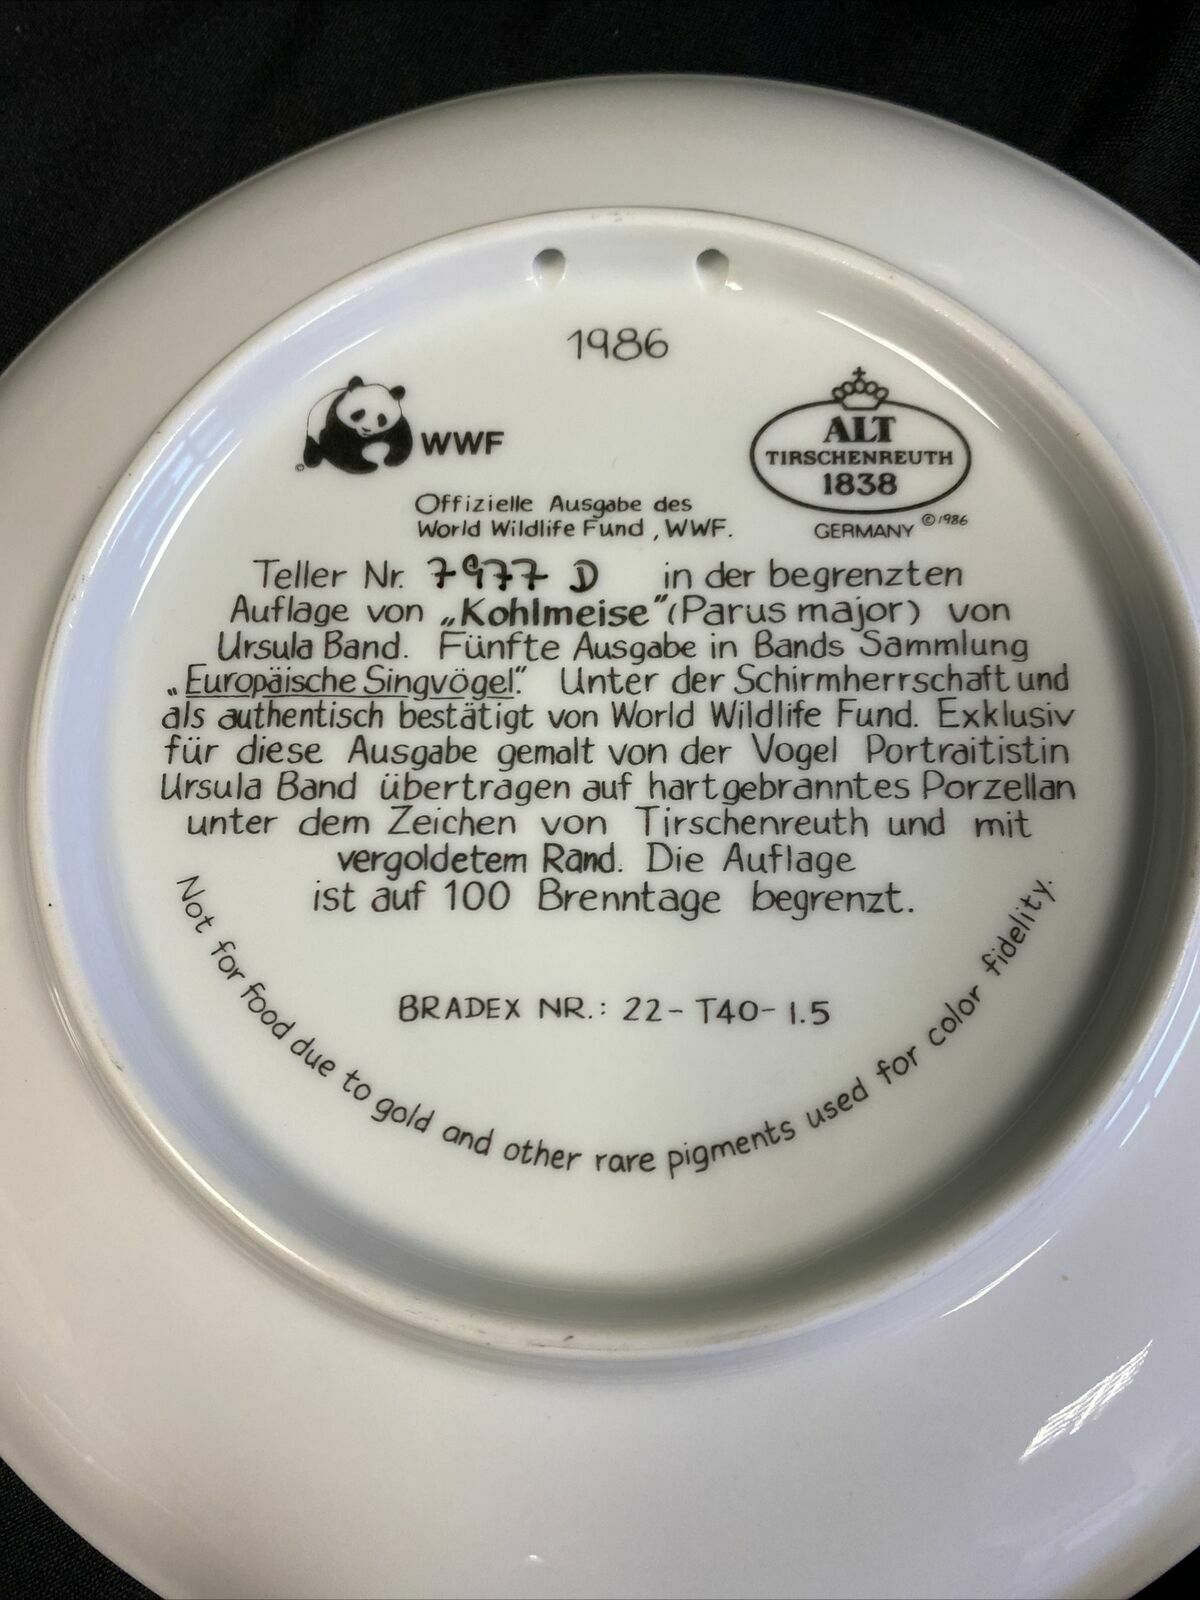 1986
© WWF
ALT
TIRSCHENREUTH
1838
GERMANY © 1986
Offizielle Ausgabe des
World Wildlife Fund, WWF.
Teller Nr. 7977 D in der begrenzten
Auflage von „Kohlmeise” (Parus major) von
Ursula Band. Fünfte Ausgabe in Bands Sammlung
„Europäische Singvögel”. Unter der Schirmherrschaft und
als authentisch bestätigt von World Wildlife Fund. Exklusiv
für diese Ausgabe gemalt von der Vogel Portraitistin
Ursula Band übertragen auf hartgebranntes Porzellan
unter dem Zeichen von Tirschenreuth und mit
vergoldetem Rand. Die Auflage
ist auf 100 Brenntage begrenzt.
BRADEX NR.: 22-T40-1.5
Not for food due to gold and other rare pigments used for color fidelity.